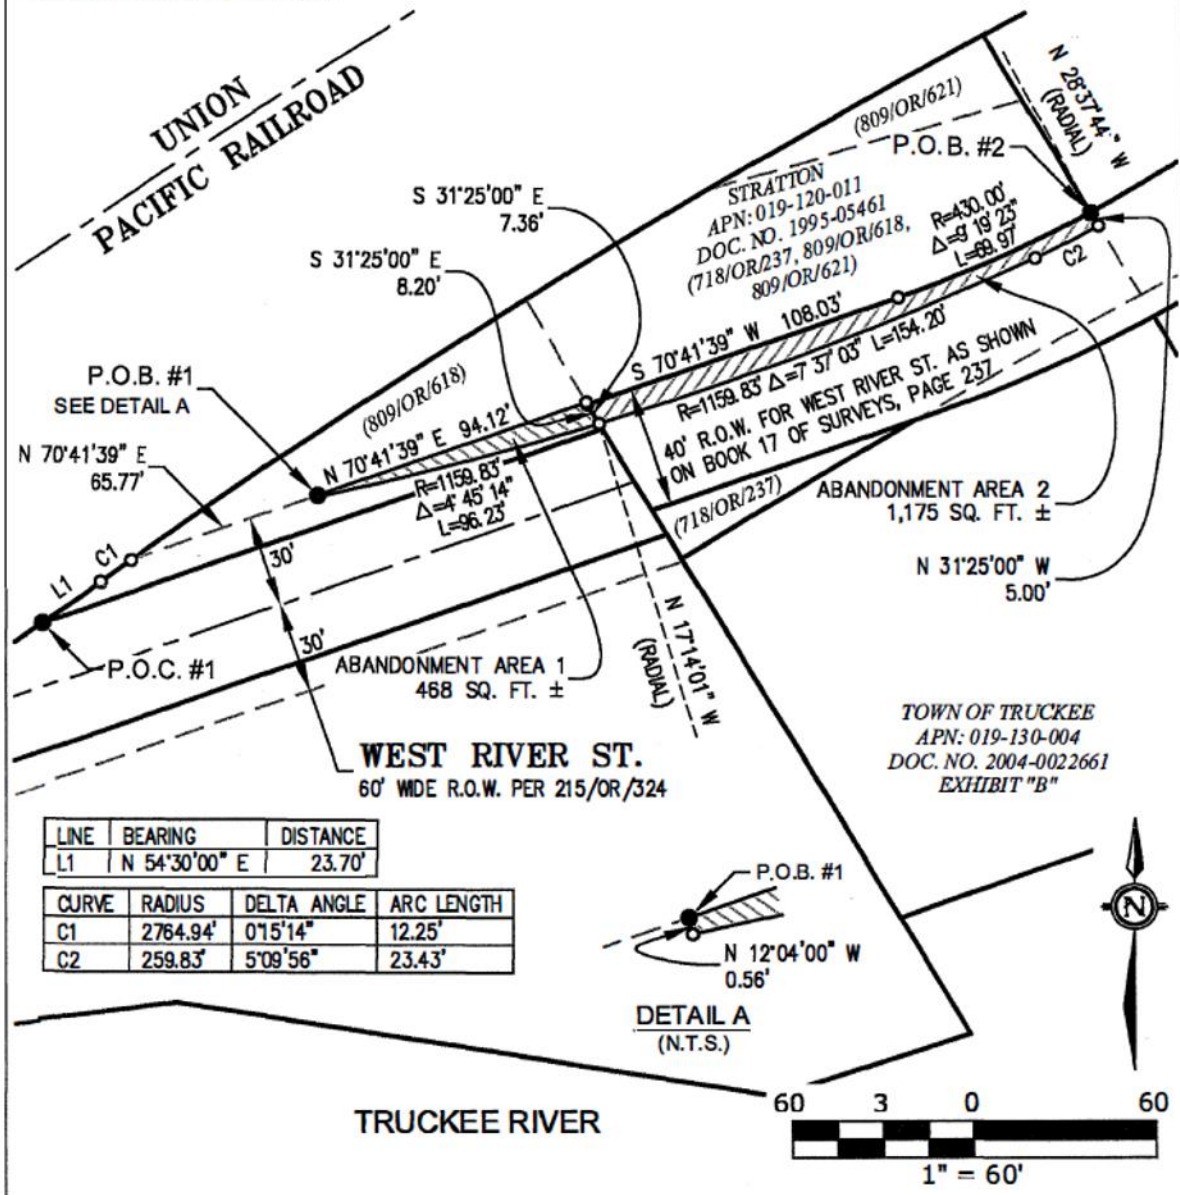 UNION
PACIFIC RAILROAD
(809/OR/621)
N 28°37'44" W
(RADIAL)
P.O.B. #2
S 31°25'00" E
7.36'
STRATTON
APN: 019-120-011
DOC. NO. 1995-05461
(718/OR/237, 809/OR/618,
809/OR/621)
R=430.00'
Δ=9°19'23"
L=69.97'
C2
S 31°25'00" E
8.20'
S 70°41'39" W 108.03'
R=1159.83' Δ=7°37'03" L=154.20'
40' R.O.W. FOR WEST RIVER ST. AS SHOWN
ON BOOK 17 OF SURVEYS, PAGE 237
P.O.B. #1
SEE DETAIL A
(809/OR/618)
N 70°41'39" E
65.77'
N 70°41'39" E 94.12'
R=1159.83'
Δ=4°45'14"
L=96.23'
(718/OR/237)
ABANDONMENT AREA 2
1,175 SQ. FT. ±
N 31°25'00" W
5.00'
L1
C1
30'
30'
P.O.C. #1
ABANDONMENT AREA 1
468 SQ. FT. ±
N 17°14'01" W
(RADIAL)
WEST RIVER ST.
60' WIDE R.O.W. PER 215/OR/324
TOWN OF TRUCKEE
APN: 019-130-004
DOC. NO. 2004-0022661
EXHIBIT "B"
LINE BEARING DISTANCE
L1 N 54°30'00" E 23.70'
CURVE RADIUS DELTA ANGLE ARC LENGTH
C1 2764.94' 0°15'14" 12.25'
C2 259.83' 5°09'56" 23.43'
P.O.B. #1
N 12°04'00" W
0.56'
DETAIL A
(N.T.S.)
N
TRUCKEE RIVER
60 3 0 60
1" = 60'